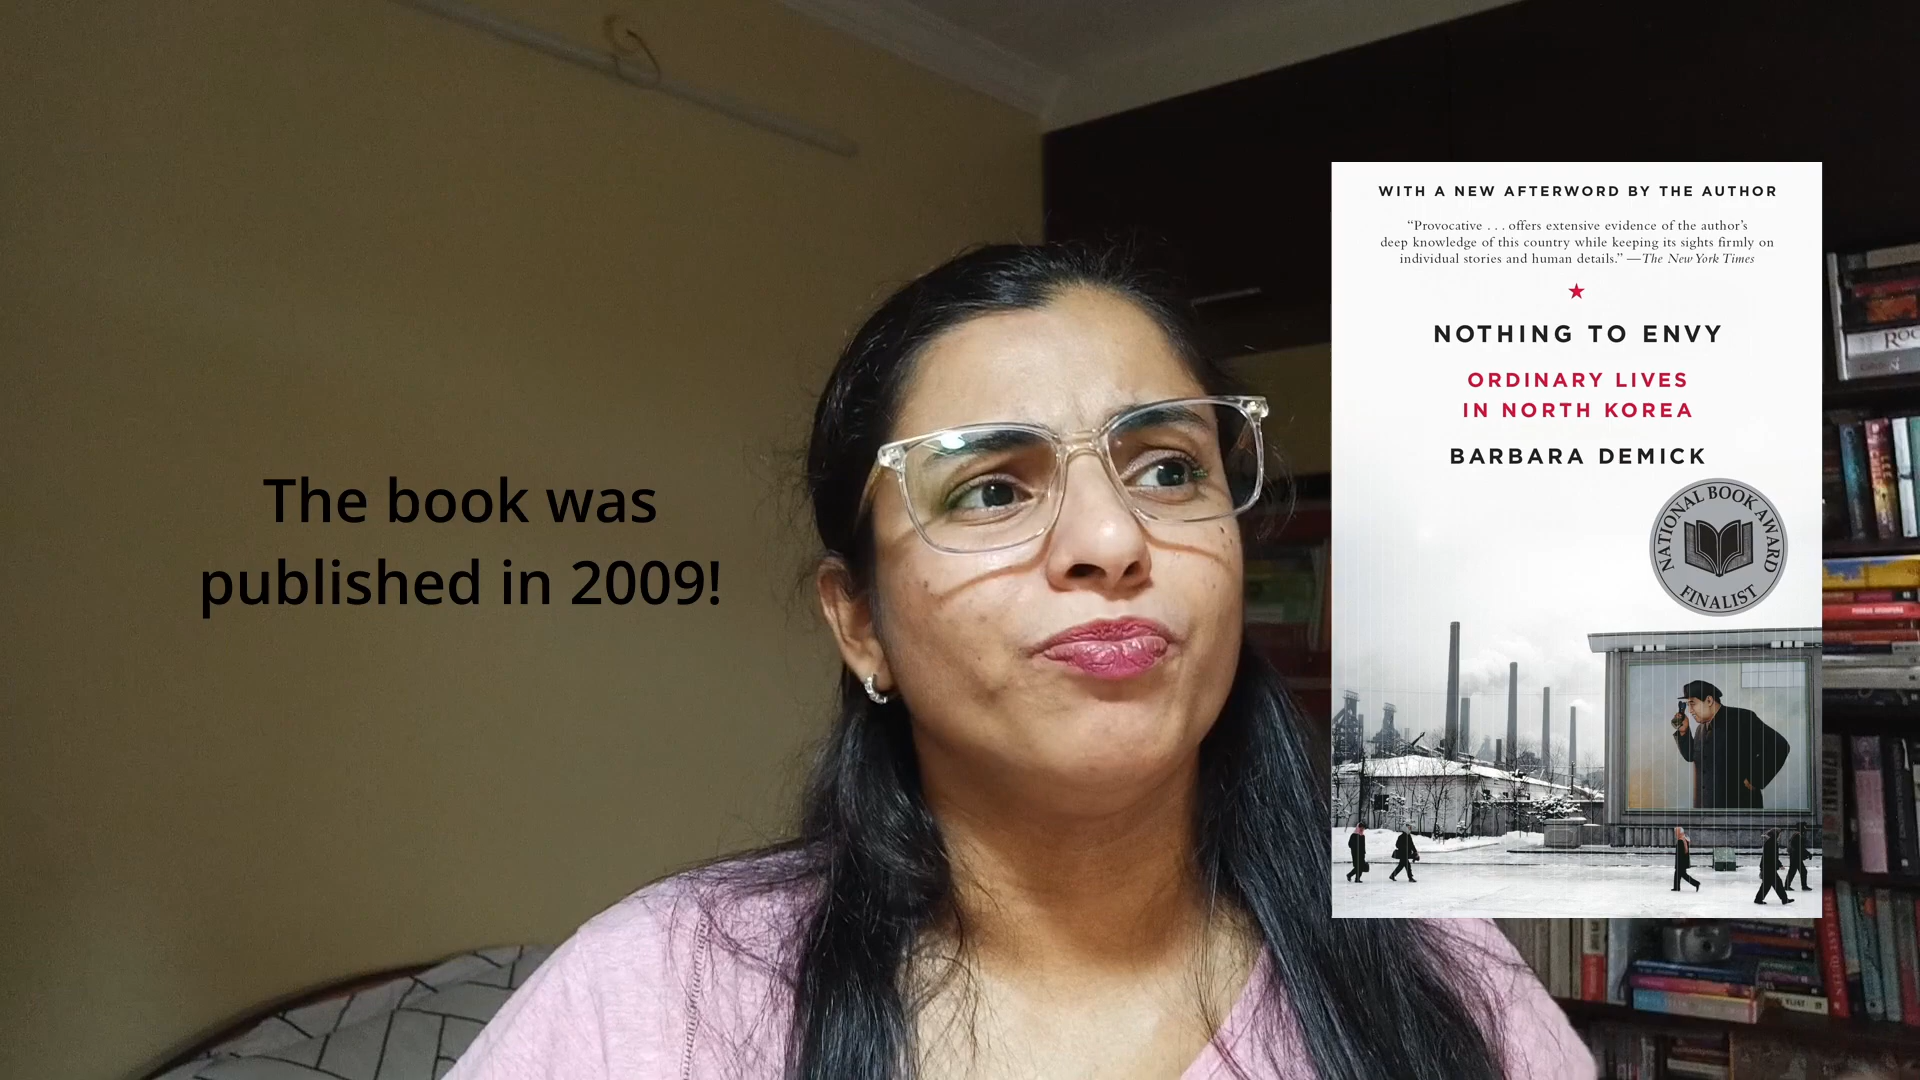 The book was
published in 2009!
WITH A NEW AFTERWORD BY THE AUTHOR
“Provocative . . . offers extensive evidence of the author’s
deep knowledge of this country while keeping its sights firmly on
individual stories and human details.” —The New York Times
NOTHING TO ENVY
ORDINARY LIVES
IN NORTH KOREA
BARBARA DEMICK
NATIONAL BOOK AWARD
FINALIST